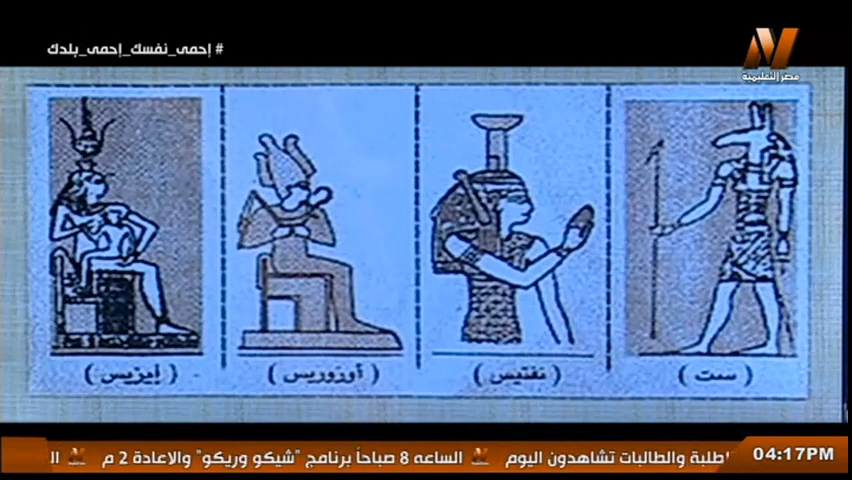 # إحمى_نفسك_إحمى_بلدك
مصر التعليمية
( ست )
( نفتيس )
( أوزوريس )
( إيزيس )
الطلبة والطالبات تشاهدون اليوم
الساعه 8 صباحاً برنامج "شيكو وريكو" والاعادة 2 م
04:17PM